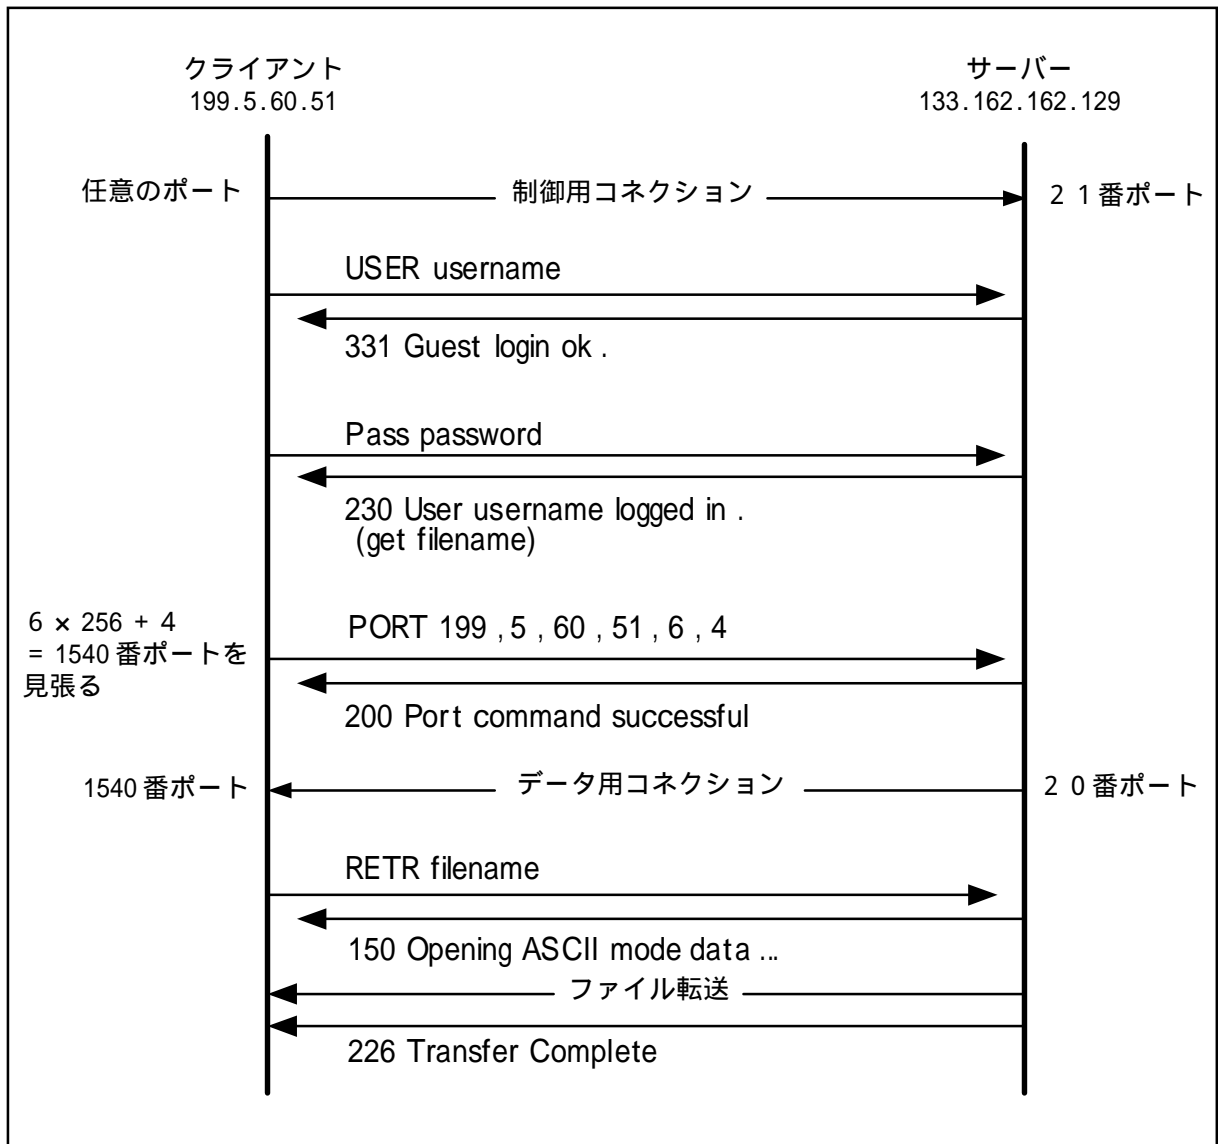 クライアント
199.5.60.51
サーバー
133.162.162.129
任意のポート
制御用コネクション
2 1番ポート
USER username
331 Guest login ok .
Pass password
230 User username logged in .
(get filename)
6 × 256 + 4
= 1540 番ポートを
見張る
PORT 199 , 5 , 60 , 51 , 6 , 4
200 Port command successful
1540 番ポート
データ用コネクション
2 0番ポート
RETR filename
150 Opening ASCII mode data ...
ファイル転送
226 Transfer Complete